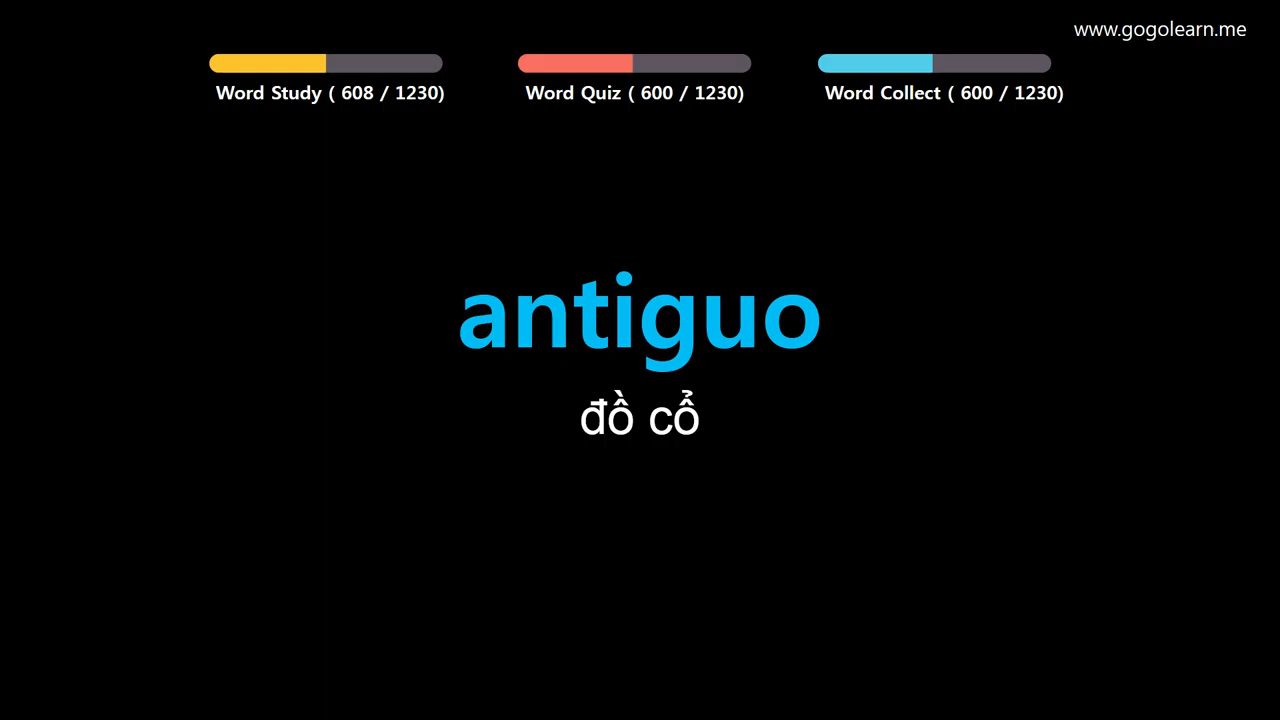 www.gogolearn.me
Word Study ( 608 / 1230)
Word Quiz ( 600 / 1230)
Word Collect ( 600 / 1230)
antiguo
đồ cổ